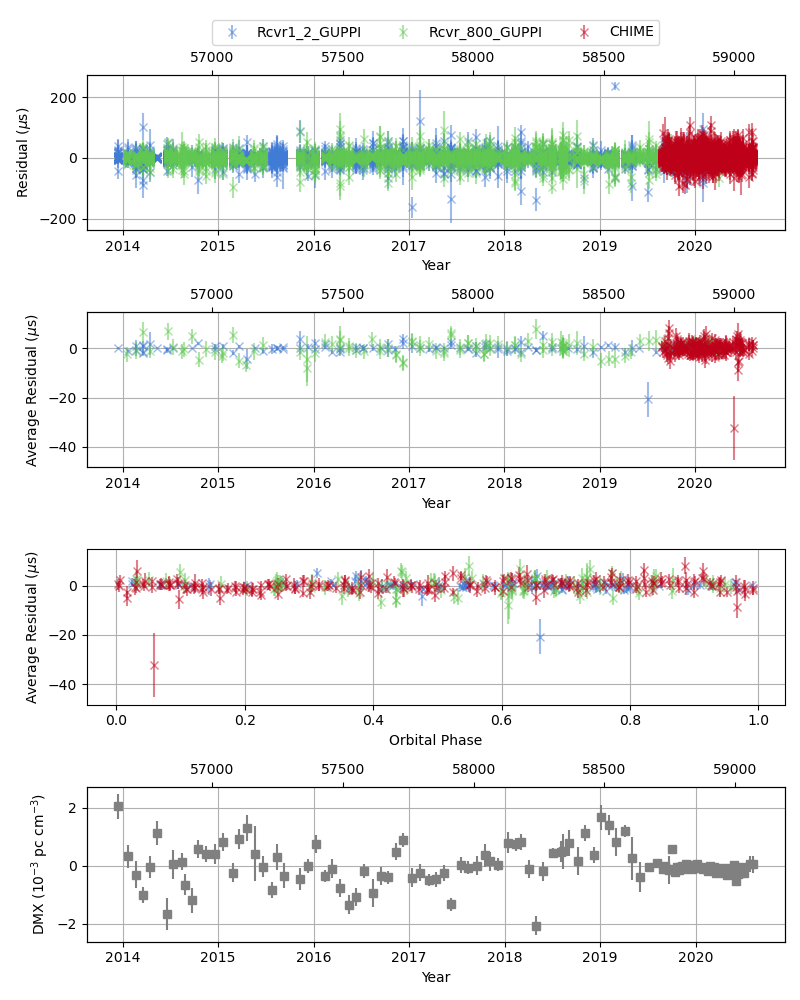 Rcvr1_2_GUPPI Rcvr_800_GUPPI CHIME
57000 57500 58000 58500 59000
Residual (μs)
200
0
−200
2014 2015 2016 2017 2018 2019 2020
Year
57000 57500 58000 58500 59000
Average Residual (μs)
0
−20
−40
2014 2015 2016 2017 2018 2019 2020
Year
Average Residual (μs)
0
−20
−40
0.0 0.2 0.4 0.6 0.8 1.0
Orbital Phase
57000 57500 58000 58500 59000
DMX (10⁻³ pc cm⁻³)
2
0
−2
2014 2015 2016 2017 2018 2019 2020
Year